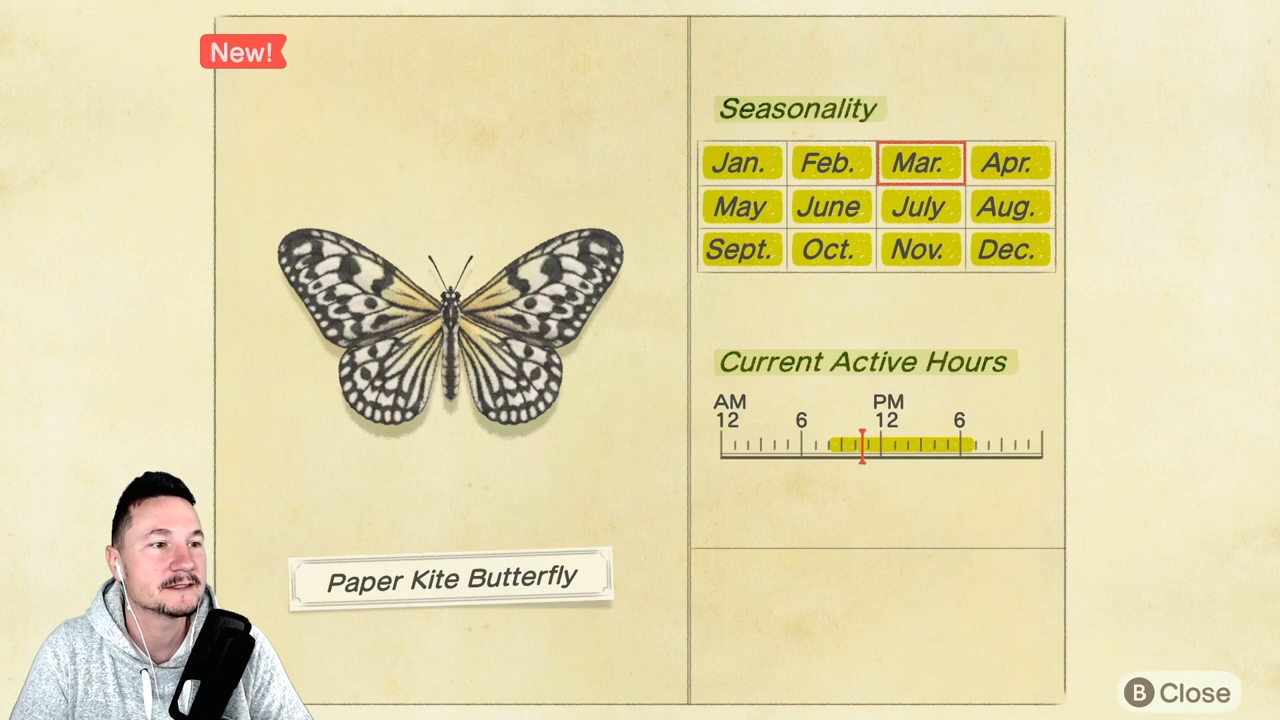 New!
Seasonality
Jan. Feb. Mar. Apr.
May June July Aug.
Sept. Oct. Nov. Dec.
Current Active Hours
AM PM
12 6 12 6
Paper Kite Butterfly
B Close